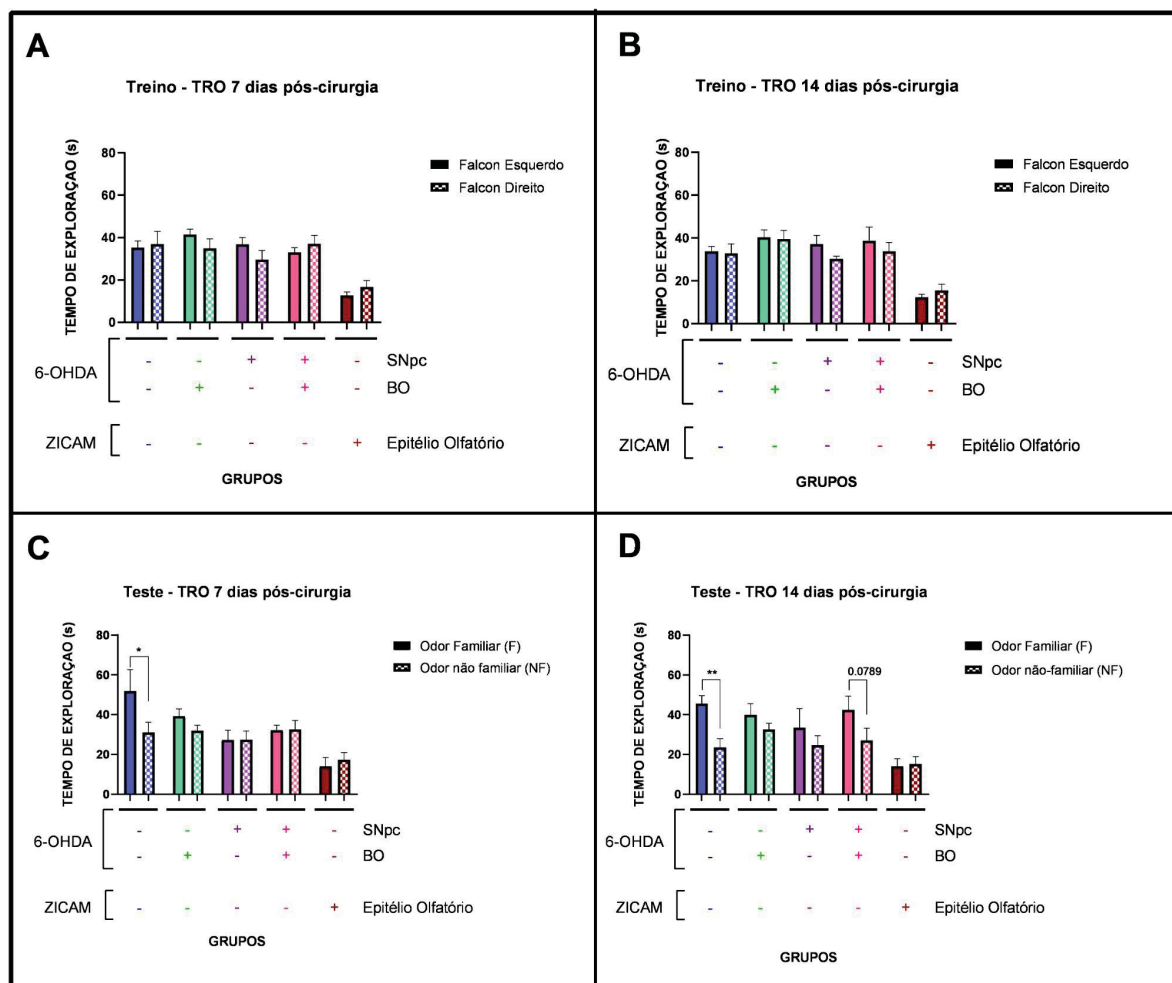 A
Treino - TRO 7 dias pós-cirurgia
TEMPO DE EXPLORAÇAO (s)
80
60
40
20
0
Falcon Esquerdo
Falcon Direito
6-OHDA
- - + + - SNpc
- + - + - BO
ZICAM
- - - - + Epitélio Olfatório
GRUPOS
B
Treino - TRO 14 dias pós-cirurgia
TEMPO DE EXPLORAÇAO (s)
80
60
40
20
0
Falcon Esquerdo
Falcon Direito
6-OHDA
- - + + - SNpc
- + - + - BO
ZICAM
- - - - + Epitélio Olfatório
GRUPOS
C
Teste - TRO 7 dias pós-cirurgia
TEMPO DE EXPLORAÇAO (s)
80
60
40
20
0
*
Odor Familiar (F)
Odor não familiar (NF)
6-OHDA
- - + + - SNpc
- + - + - BO
ZICAM
- - - - + Epitélio Olfatório
GRUPOS
D
Teste - TRO 14 dias pós-cirurgia
TEMPO DE EXPLORAÇAO (s)
80
60
40
20
0
**
0.0789
Odor Familiar (F)
Odor não-familiar (NF)
6-OHDA
- - + + - SNpc
- + - + - BO
ZICAM
- - - - + Epitélio Olfatório
GRUPOS